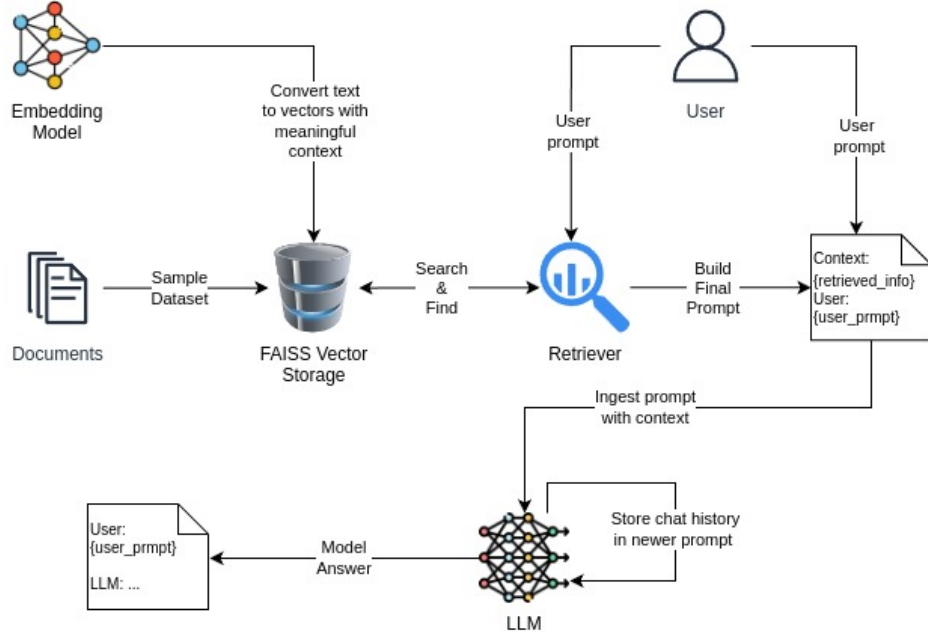 Embedding
Model
Convert text
to vectors with
meaningful
context
User
User
prompt
User
prompt
Documents
Sample
Dataset
FAISS Vector
Storage
Search
&
Find
Retriever
Build
Final
Prompt
Context:
{retrieved_info}
User:
{user_prmpt}
Ingest prompt
with context
Store chat history
in newer prompt
LLM
Model
Answer
User:
{user_prmpt}
LLM: ...